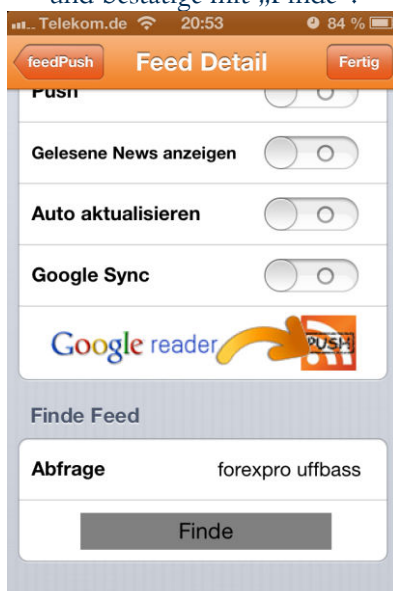 und bestätige mit „Finde“.
Telekom.de 20:53 84 %
feedPush Feed Detail Fertig
Push
Gelesene News anzeigen
Auto aktualisieren
Google Sync
Google reader PUSH
Finde Feed
Abfrage forexpro uffbass
Finde